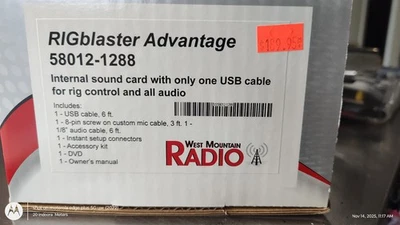 RIGblaster Advantage
58012-1288
Internal sound card with only one USB cable
for rig control and all audio
Includes:
1 - USB cable, 6 ft.
1 - 8-pin screw on custom mic cable, 3 ft. 1 -
1/8" audio cable, 6 ft.
1 - Instant setup connectors
1 - Accessory kit
1 - DVD
1 - Owner's manual
WEST MOUNTAIN
RADIO
Nov 14, 2025,